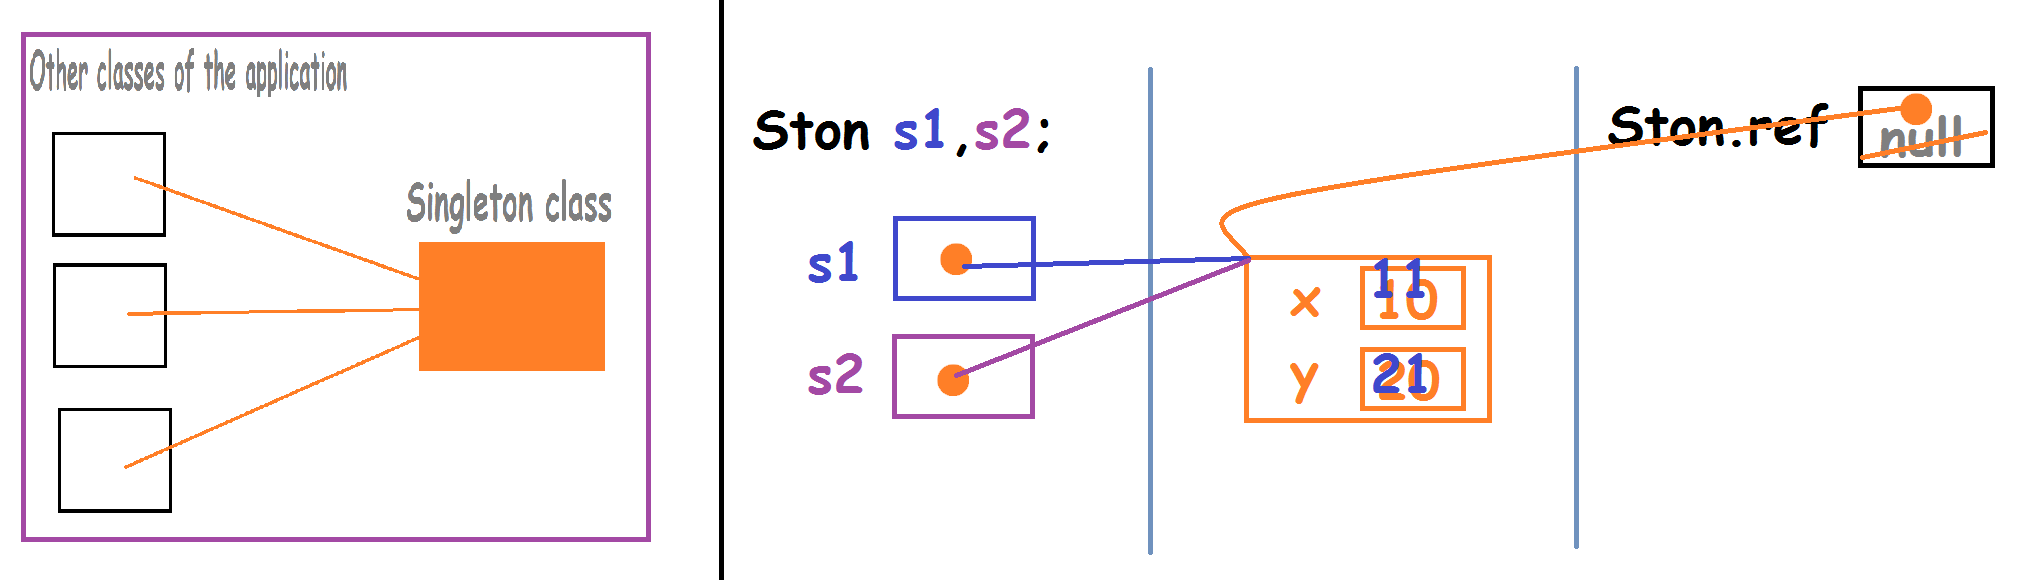 Other classes of the application
Singleton class
Ston s1,s2;
s1
s2
x 10 11
y 20 21
Ston.ref null